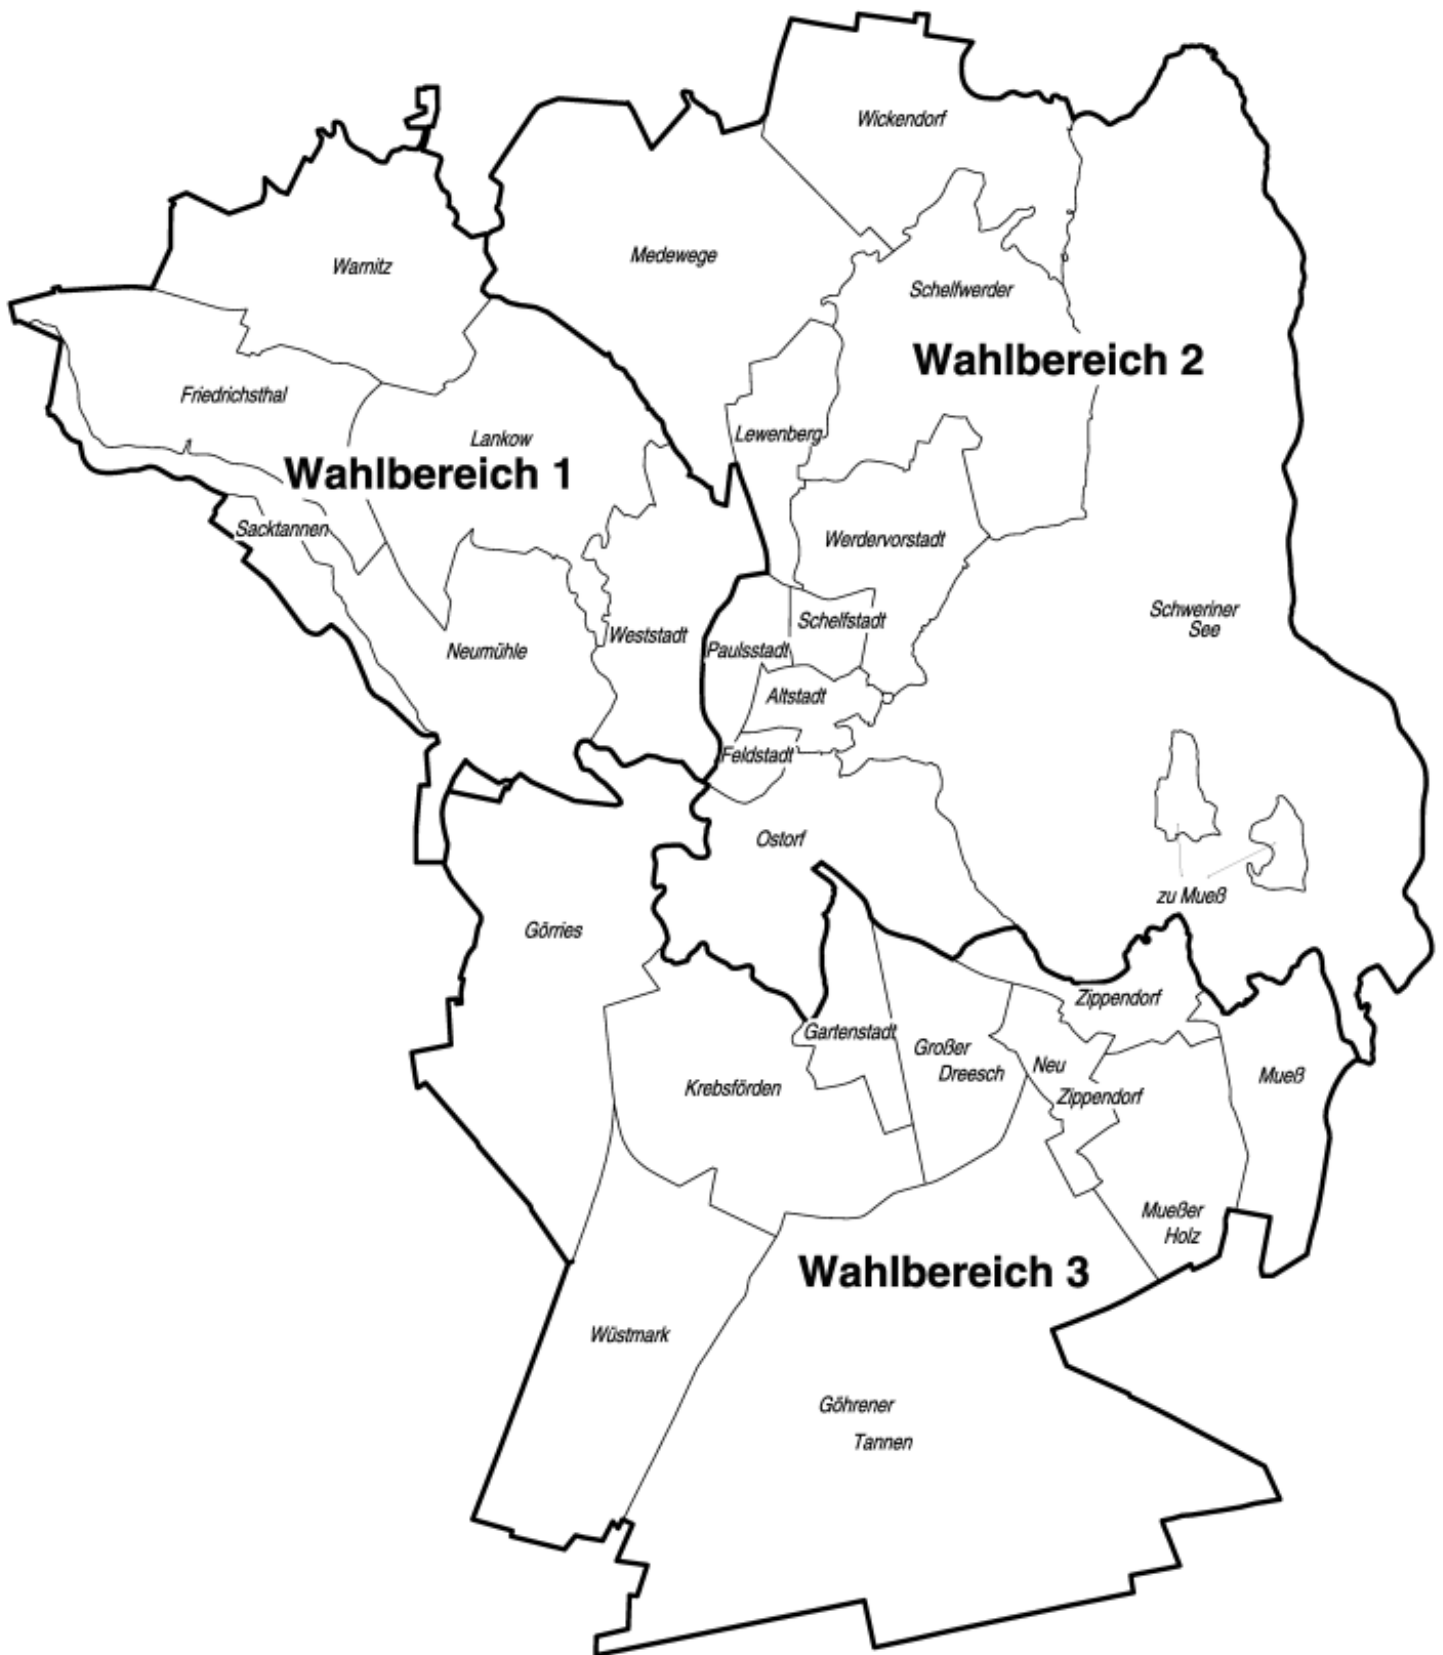 Wickendorf
Medewege
Warnitz
Schelfwerder
Wahlbereich 2
Friedrichsthal
Lewenberg
Lankow
Wahlbereich 1
Sacktannen
Werdervorstadt
Schweriner
See
Schelfstadt
Weststadt
Paulsstadt
Neumühle
Altstadt
Feldstadt
Ostorf
zu Mueß
Görries
Zippendorf
Gartenstadt
Großer
Dreesch
Neu
Zippendorf
Mueß
Krebsförden
Mueßer
Holz
Wahlbereich 3
Wüstmark
Göhrener
Tannen